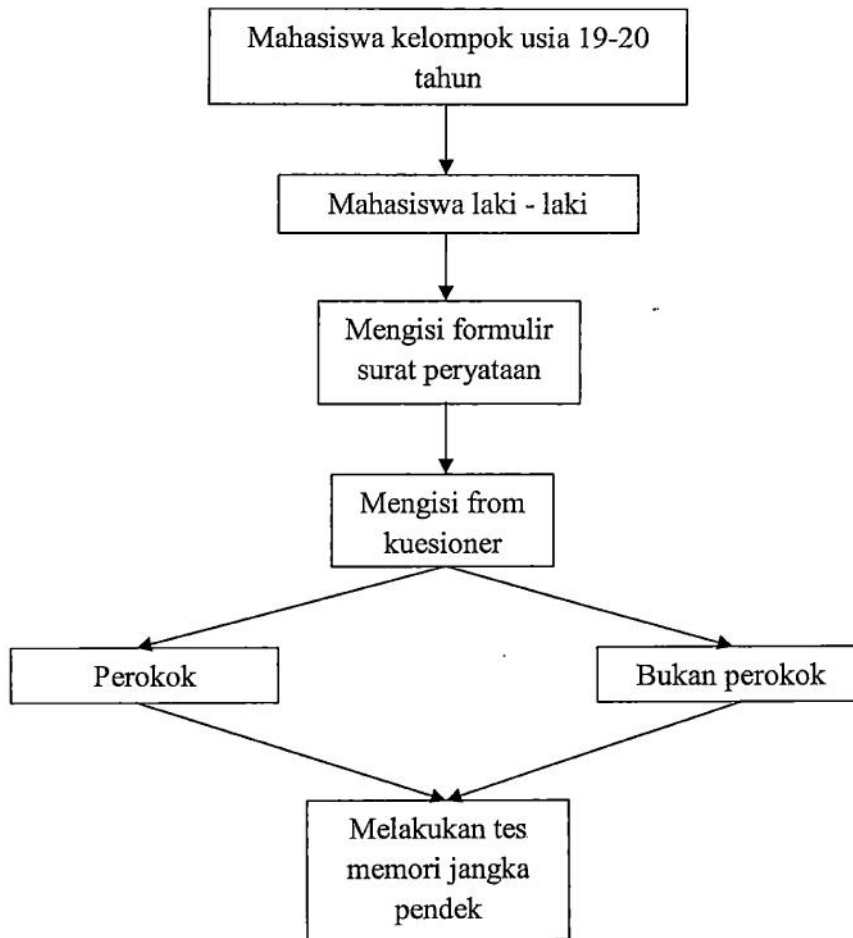 Mahasiswa kelompok usia 19-20
tahun
Mahasiswa laki - laki
Mengisi formulir
surat peryataan
Mengisi from
kuesioner
Perokok
Bukan perokok
Melakukan tes
memori jangka
pendek